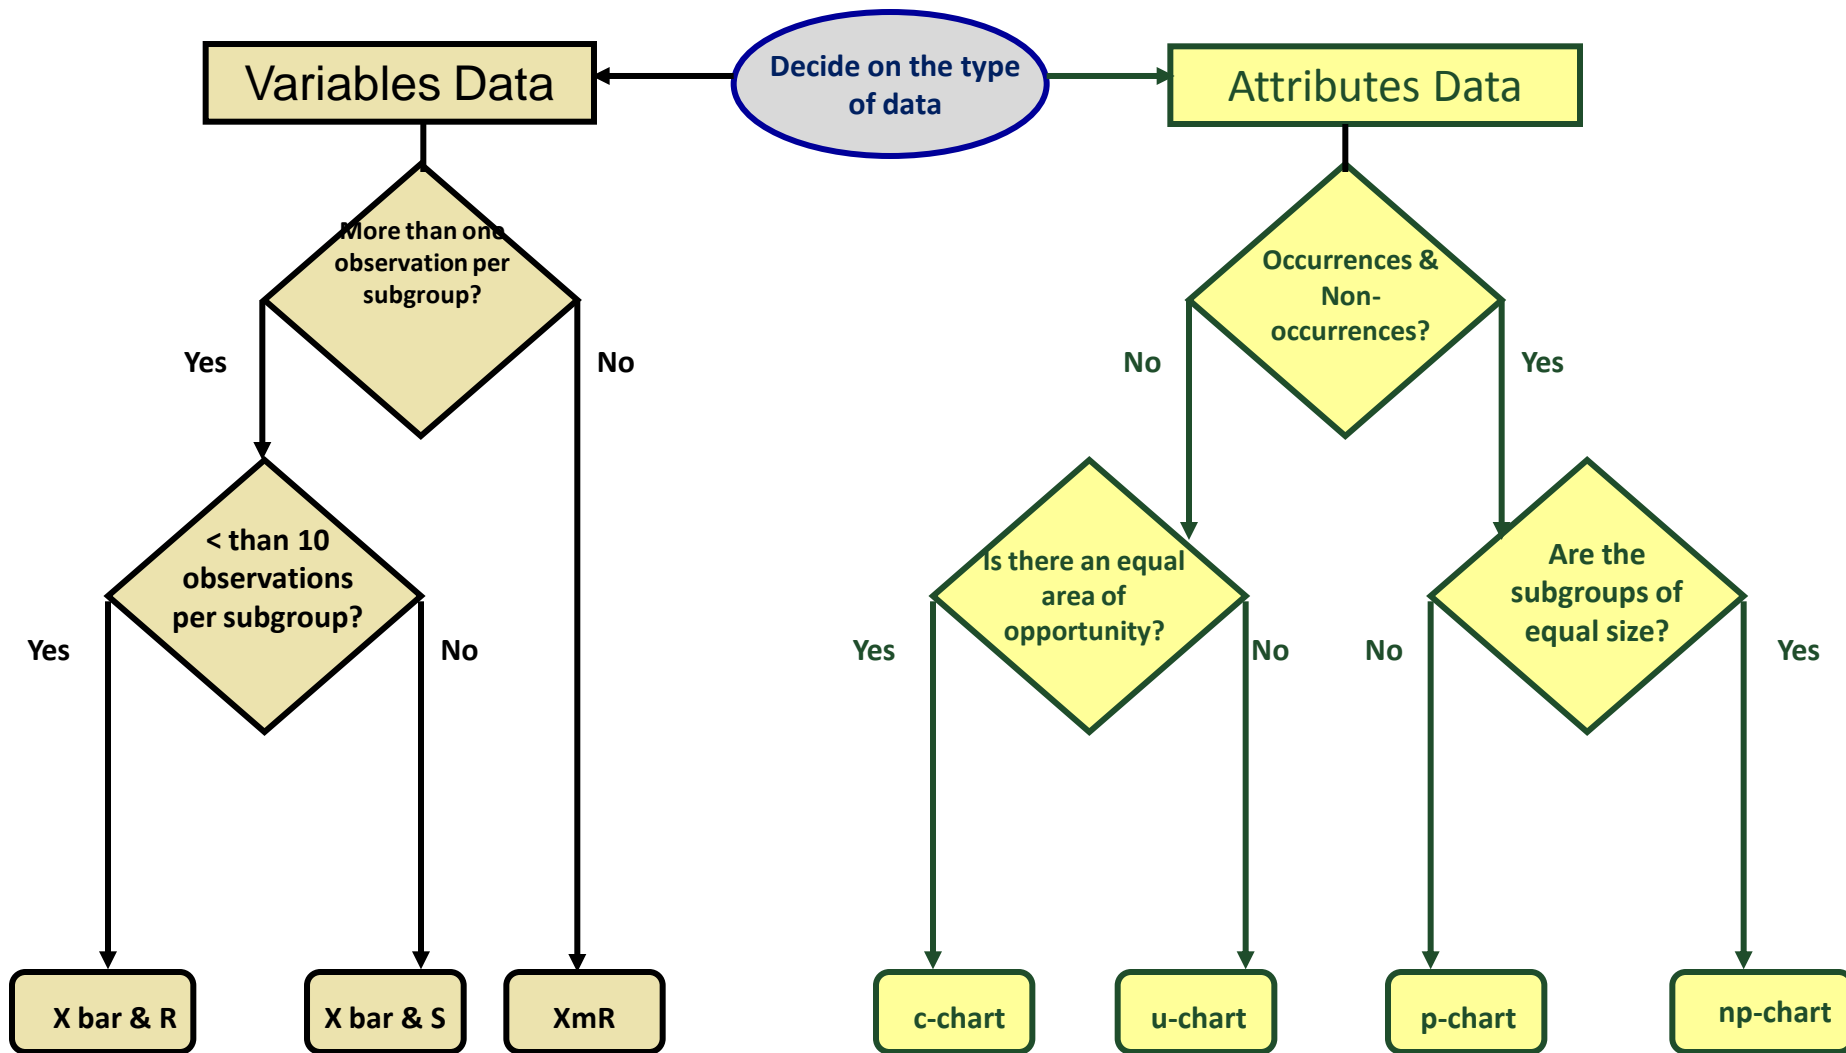 Decide on the type
of data
Variables Data
Attributes Data
More than one
observation per
subgroup?
Occurrences &
Non-
occurrences?
Yes
No
No
Yes
< than 10
observations
per subgroup?
Is there an equal
area of
opportunity?
Are the
subgroups of
equal size?
Yes
No
Yes
No
No
Yes
X bar & R
X bar & S
XmR
c-chart
u-chart
p-chart
np-chart